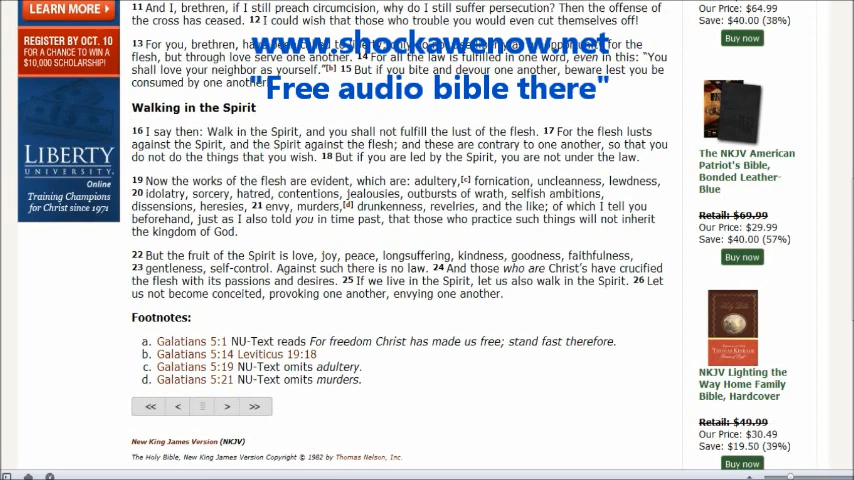 LEARN MORE
REGISTER BY OCT. 10
FOR A CHANCE TO WIN A
$10,000 SCHOLARSHIP!
LIBERTY
UNIVERSITY
Online
Training Champions
for Christ since 1971
11 And I, brethren, if I still preach circumcision, why do I still suffer persecution? Then the offense of
the cross has ceased. 12 I could wish that those who trouble you would even cut themselves off!
www.shockawenow.net
"Free audio bible there"
13 For you, brethren, have been called to liberty; only for the
flesh, but through love serve one another. 14 For all the law is fulfilled in one word, even in this: "You
shall love your neighbor as yourself."[b] 15 But if you bite and devour one another, beware lest you be
consumed by one another!
Walking in the Spirit
16 I say then: Walk in the Spirit, and you shall not fulfill the lust of the flesh. 17 For the flesh lusts
against the Spirit, and the Spirit against the flesh; and these are contrary to one another, so that you
do not do the things that you wish. 18 But if you are led by the Spirit, you are not under the law.
19 Now the works of the flesh are evident, which are: adultery,[c] fornication, uncleanness, lewdness,
20 idolatry, sorcery, hatred, contentions, jealousies, outbursts of wrath, selfish ambitions,
dissensions, heresies, 21 envy, murders,[d] drunkenness, revelries, and the like; of which I tell you
beforehand, just as I also told you in time past, that those who practice such things will not inherit
the kingdom of God.
22 But the fruit of the Spirit is love, joy, peace, longsuffering, kindness, goodness, faithfulness,
23 gentleness, self-control. Against such there is no law. 24 And those who are Christ's have crucified
the flesh with its passions and desires. 25 If we live in the Spirit, let us also walk in the Spirit. 26 Let
us not become conceited, provoking one another, envying one another.
Footnotes:
a. Galatians 5:1 NU-Text reads For freedom Christ has made us free; stand fast therefore.
b. Galatians 5:14 Leviticus 19:18
c. Galatians 5:19 NU-Text omits adultery.
d. Galatians 5:21 NU-Text omits murders.
<< < > >>
New King James Version (NKJV)
The Holy Bible, New King James Version Copyright © 1982 by Thomas Nelson, Inc.
Our Price: $64.99
Save: $40.00 (38%)
Buy now
The NKJV American
Patriot's Bible,
Bonded Leather-
Blue
Retail: $69.99
Our Price: $29.99
Save: $40.00 (57%)
Buy now
NKJV Lighting the
Way Home Family
Bible, Hardcover
Retail: $49.99
Our Price: $30.49
Save: $19.50 (39%)
Buy now